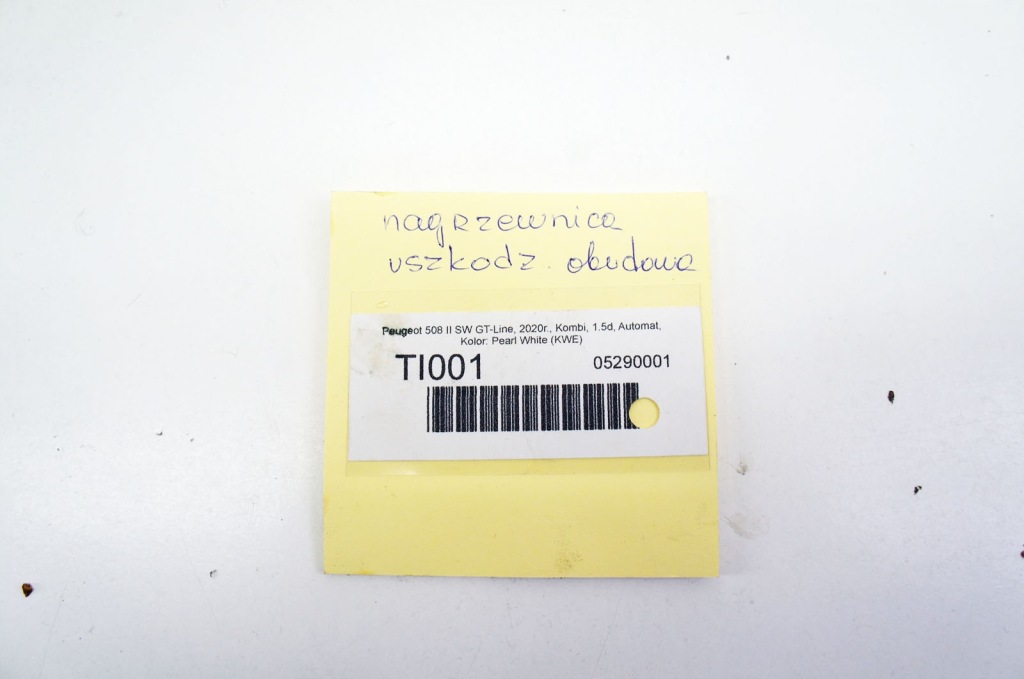 nagrzewnica
uszkodz. obudowa
Peugeot 508 II SW GT-Line, 2020r., Kombi, 1.5d, Automat,
Kolor: Pearl White (KWE)
TI001 05290001